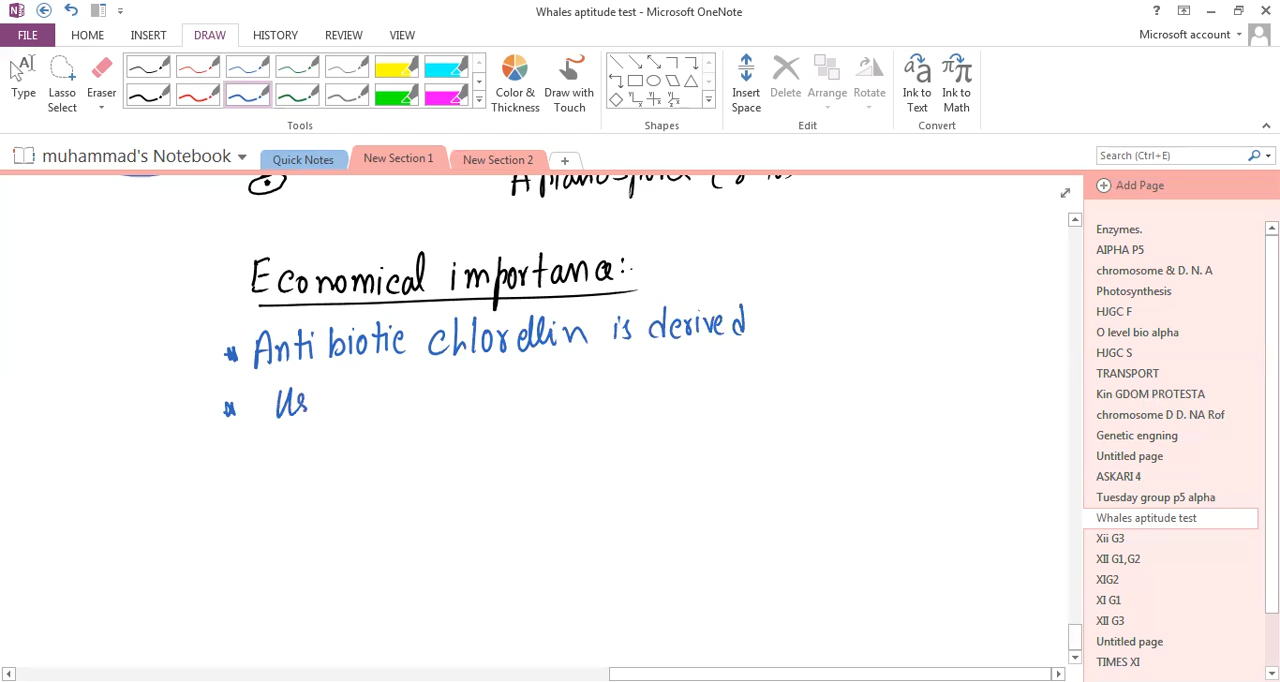 Whales aptitude test - Microsoft OneNote
FILE HOME INSERT DRAW HISTORY REVIEW VIEW
Microsoft account
Type Lasso Select Eraser Color & Thickness Draw with Touch Insert Space Delete Arrange Rotate Ink to Text Ink to Math
Tools Shapes Edit Convert
muhammad's Notebook Quick Notes New Section 1 New Section 2 +
Search (Ctrl+E)
Add Page
Economical importance:
Antibiotic chlorellin is derived
Us
Enzymes.
AlPHA P5
chromosome & D. N. A
Photosynthesis
HJGC F
O level bio alpha
HJGC S
TRANSPORT
Kin GDOM PROTESTA
chromosome D D. NA Rof
Genetic engning
Untitled page
ASKARI 4
Tuesday group p5 alpha
Whales aptitude test
Xii G3
XII G1,G2
XIG2
XI G1
XII G3
Untitled page
TIMES XI